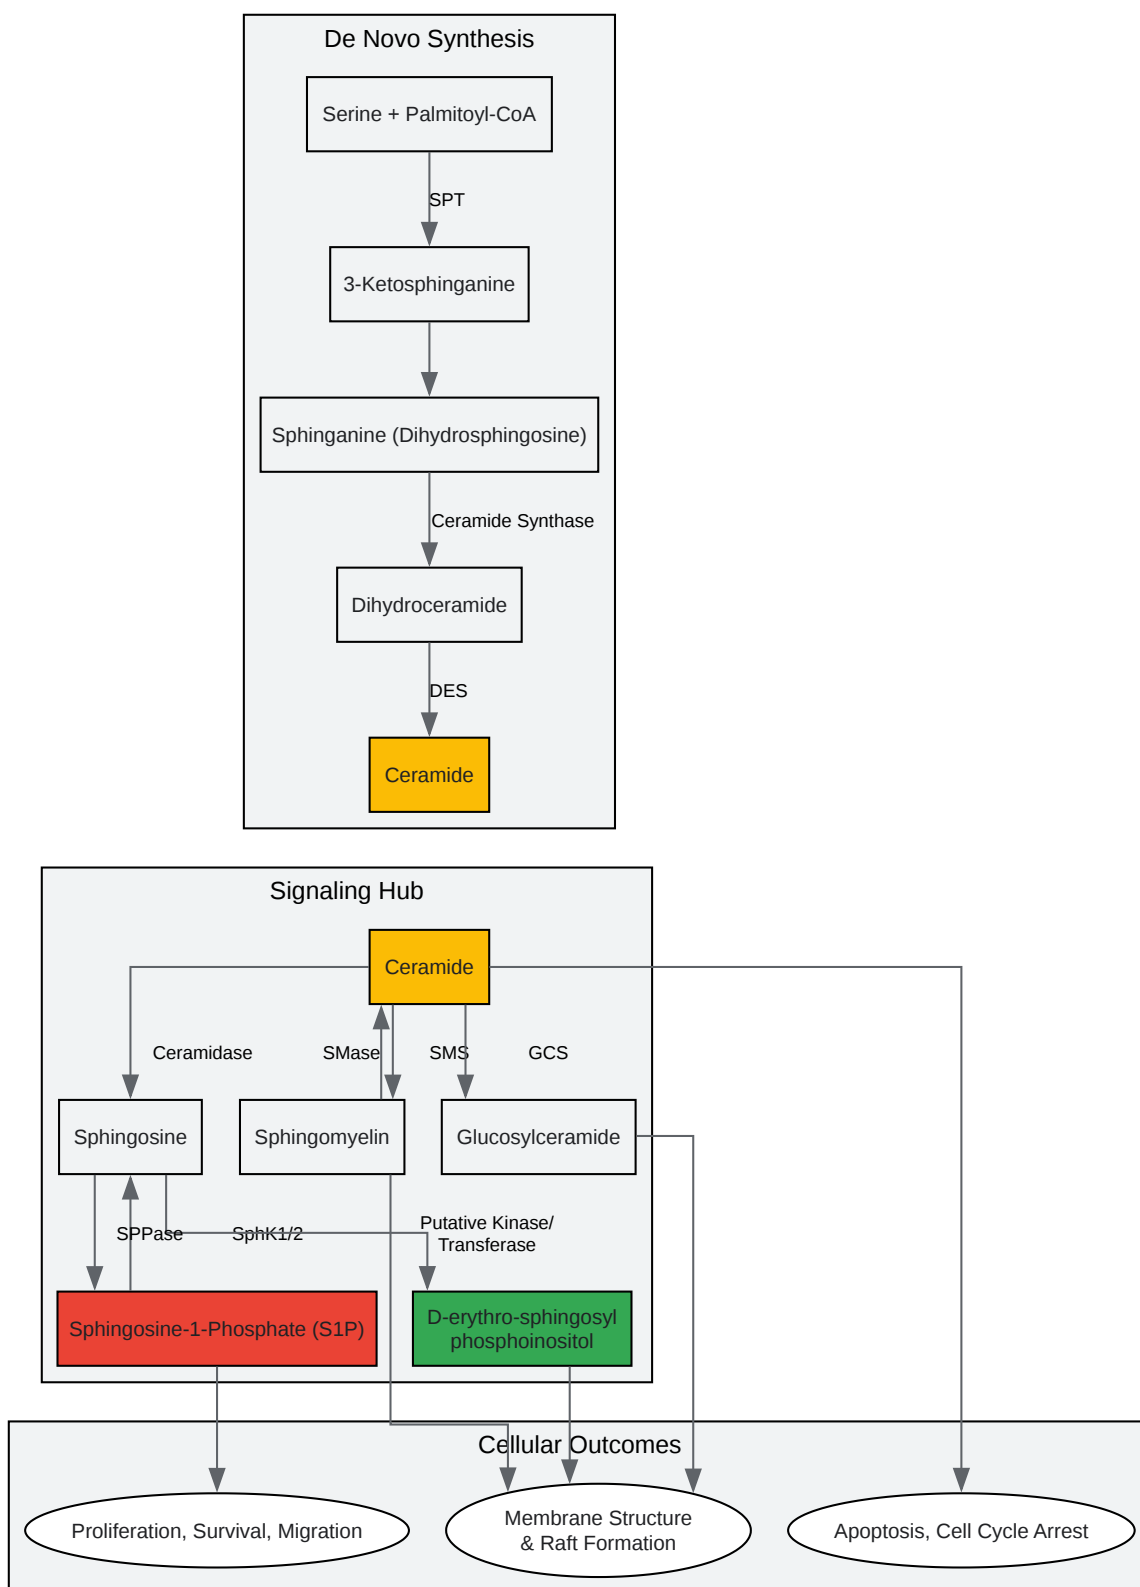 De Novo Synthesis
Serine + Palmitoyl-CoA
SPT
3-Ketosphinganine
Sphinganine (Dihydrosphingosine)
Ceramide Synthase
Dihydroceramide
DES
Ceramide
Signaling Hub
Ceramide
Ceramidase
SMase
SMS
GCS
Sphingosine
Sphingomyelin
Glucosylceramide
SPPase
SphK1/2
Putative Kinase/
Transferase
Sphingosine-1-Phosphate (S1P)
D-erythro-sphingosyl
phosphoinositol
Cellular Outcomes
Proliferation, Survival, Migration
Membrane Structure
& Raft Formation
Apoptosis, Cell Cycle Arrest